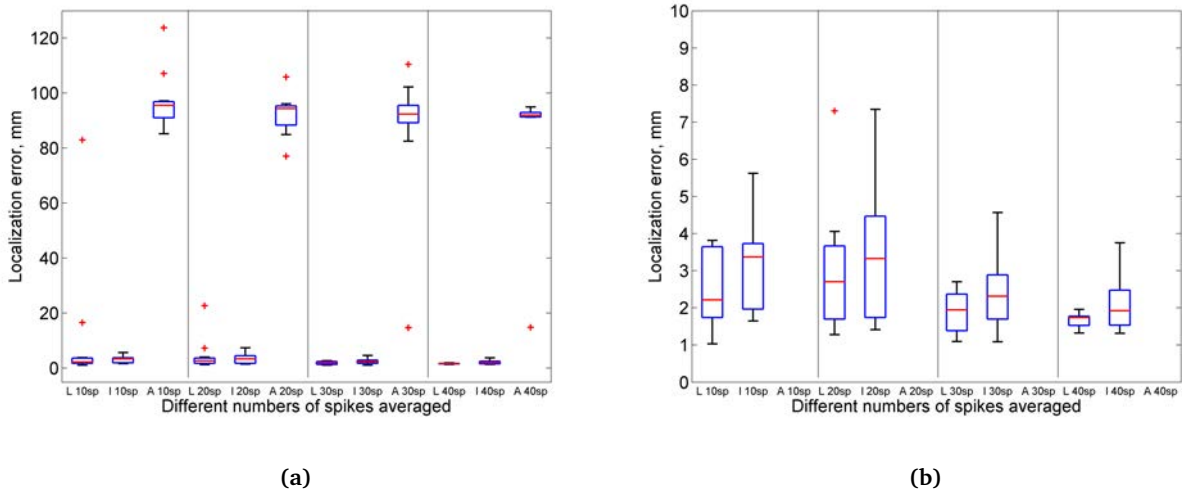 120
100
80
60
40
20
0
Localization error, mm
L 10sp I 10sp A 10sp L 20sp I 20sp A 20sp L 30sp I 30sp A 30sp L 40sp I 40sp A 40sp
Different numbers of spikes averaged
(a)
10
9
8
7
6
5
4
3
2
1
0
Localization error, mm
L 10sp I 10sp A 10sp L 20sp I 20sp A 20sp L 30sp I 30sp A 30sp L 40sp I 40sp A 40sp
Different numbers of spikes averaged
(b)